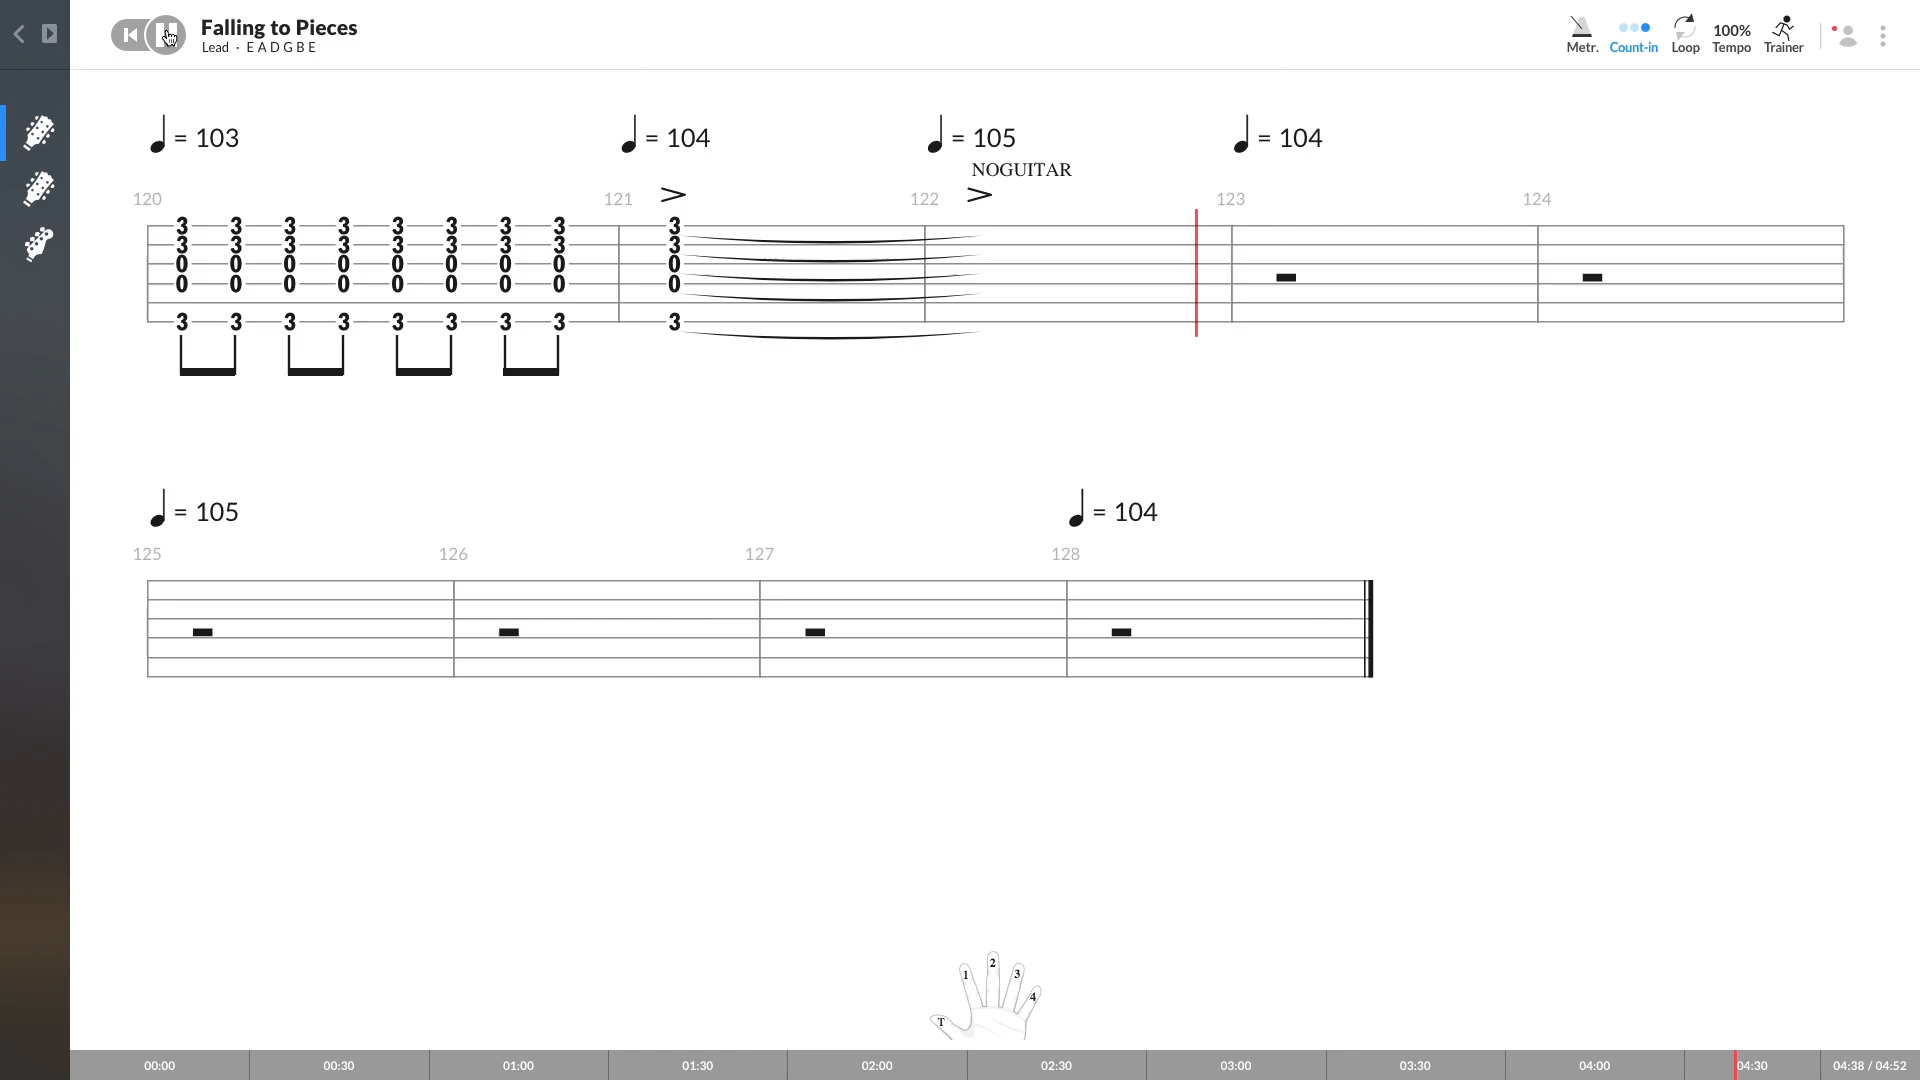 Falling to Pieces
Lead · E A D G B E
Metr.
Count-in
Loop
100%
Tempo
Trainer
= 103
= 104
= 105
= 104
NOGUITAR
120
121
122
123
124
3 3 3 3 3 3 3 3 3
3 3 3 3 3 3 3 3 3
0 0 0 0 0 0 0 0 0
0 0 0 0 0 0 0 0 0
3 3 3 3 3 3 3 3 3
= 105
= 104
125
126
127
128
T 1 2 3 4
00:00
00:30
01:00
01:30
02:00
02:30
03:00
03:30
04:00
04:30
04:38 / 04:52